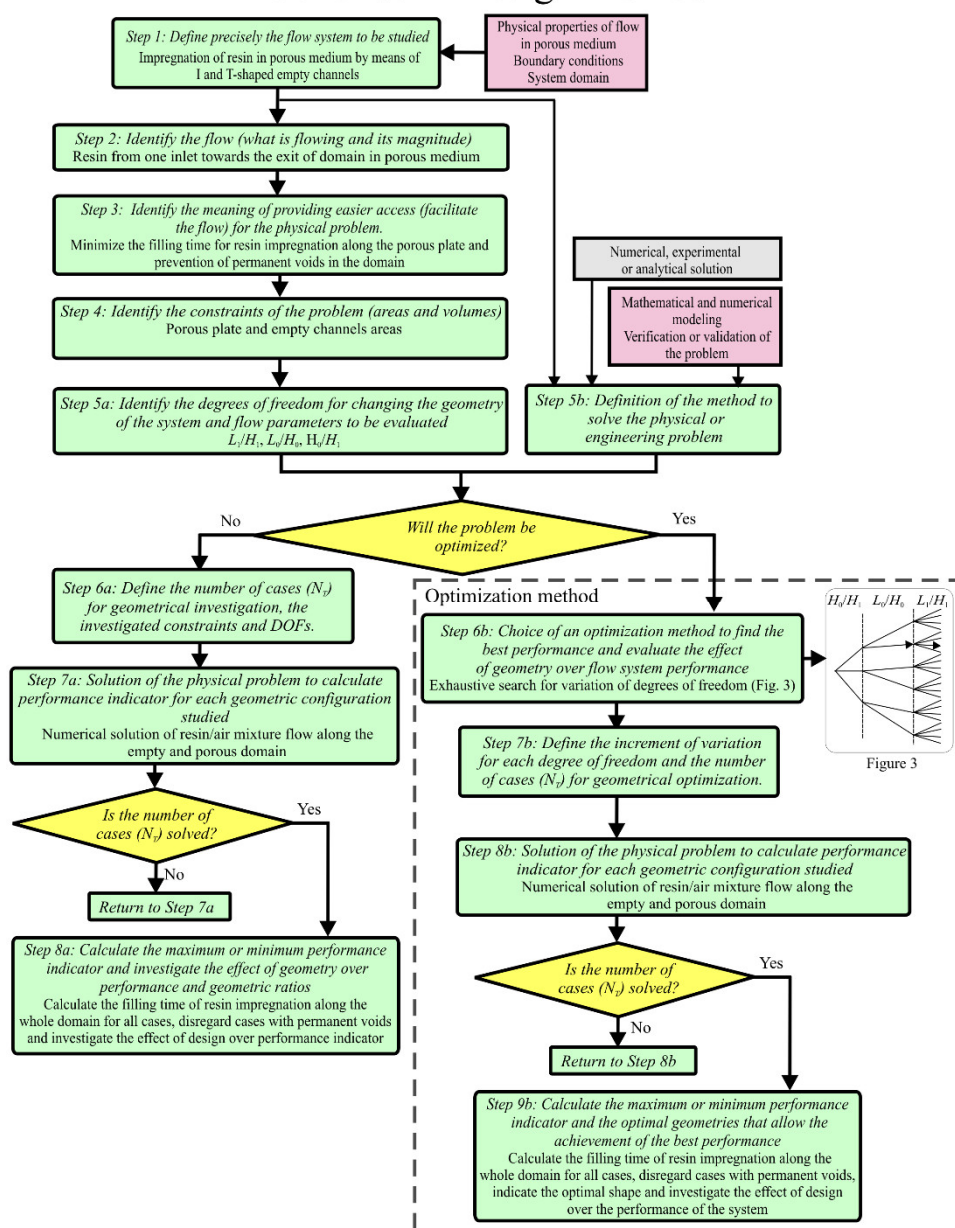 Step 1: Define precisely the flow system to be studied
Impregnation of resin in porous medium by means of
I and T-shaped empty channels
Physical properties of flow
in porous medium
Boundary conditions
System domain
Step 2: Identify the flow (what is flowing and its magnitude)
Resin from one inlet towards the exit of domain in porous medium
Step 3: Identify the meaning of providing easier access (facilitate
the flow) for the physical problem.
Minimize the filling time for resin impregnation along the porous plate and
prevention of permanent voids in the domain
Numerical, experimental
or analytical solution
Mathematical and numerical
modeling
Verification or validation of
the problem
Step 4: Identify the constraints of the problem (areas and volumes)
Porous plate and empty channels areas
Step 5a: Identify the degrees of freedom for changing the geometry
of the system and flow parameters to be evaluated
L₁/H₁, L₀/H₀, H₀/H₁
Step 5b: Definition of the method to
solve the physical or
engineering problem
Will the problem be
optimized?
No
Yes
Step 6a: Define the number of cases (N_T)
for geometrical investigation, the
investigated constraints and DOFs.
Step 7a: Solution of the physical problem to calculate
performance indicator for each geometric configuration
studied
Numerical solution of resin/air mixture flow along the
empty and porous domain
Is the number of
cases (N_T) solved?
Yes
No
Return to Step 7a
Step 8a: Calculate the maximum or minimum performance
indicator and investigate the effect of geometry over
performance and geometric ratios
Calculate the filling time of resin impregnation along the
whole domain for all cases, disregard cases with permanent voids
and investigate the effect of design over performance indicator
Optimization method
Step 6b: Choice of an optimization method to find the
best performance and evaluate the effect
of geometry over flow system performance
Exhaustive search for variation of degrees of freedom (Fig. 3)
H₀/H₁ L₀/H₀ L₁/H₁
Figure 3
Step 7b: Define the increment of variation
for each degree of freedom and the number
of cases (N_T) for geometrical optimization.
Step 8b: Solution of the physical problem to calculate performance
indicator for each geometric configuration studied
Numerical solution of resin/air mixture flow along the
empty and porous domain
Is the number of
cases (N_T) solved?
Yes
No
Return to Step 8b
Step 9b: Calculate the maximum or minimum performance
indicator and the optimal geometries that allow the
achievement of the best performance
Calculate the filling time of resin impregnation along the
whole domain for all cases, disregard cases with permanent voids,
indicate the optimal shape and investigate the effect of design
over the performance of the system